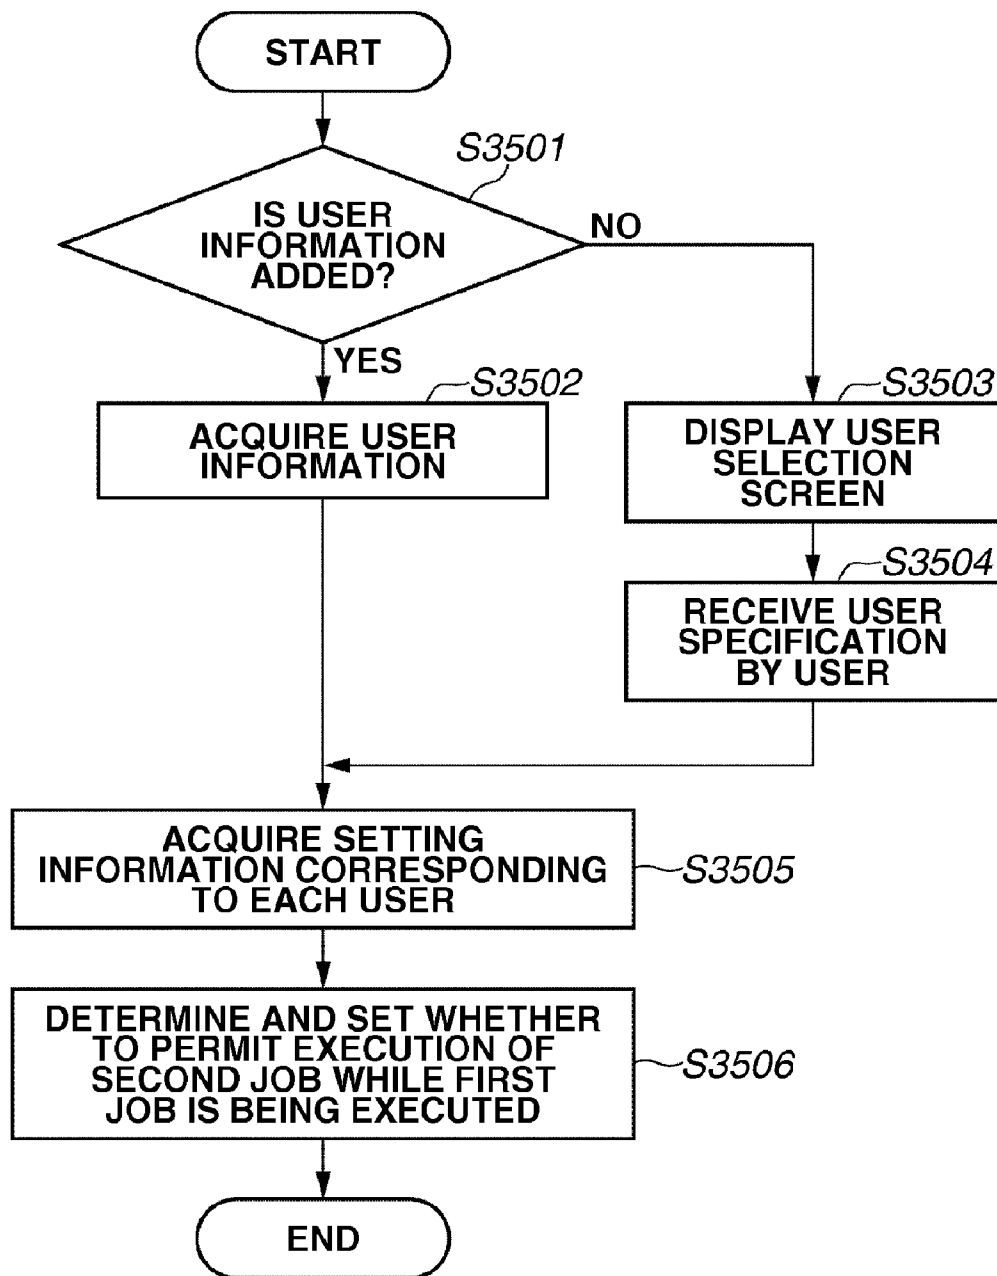 START
S3501
IS USER
INFORMATION
ADDED?
NO
YES
S3502
ACQUIRE USER
INFORMATION
S3503
DISPLAY USER
SELECTION
SCREEN
S3504
RECEIVE USER
SPECIFICATION
BY USER
ACQUIRE SETTING
INFORMATION CORRESPONDING
TO EACH USER
S3505
DETERMINE AND SET WHETHER
TO PERMIT EXECUTION OF
SECOND JOB WHILE FIRST
JOB IS BEING EXECUTED
S3506
END